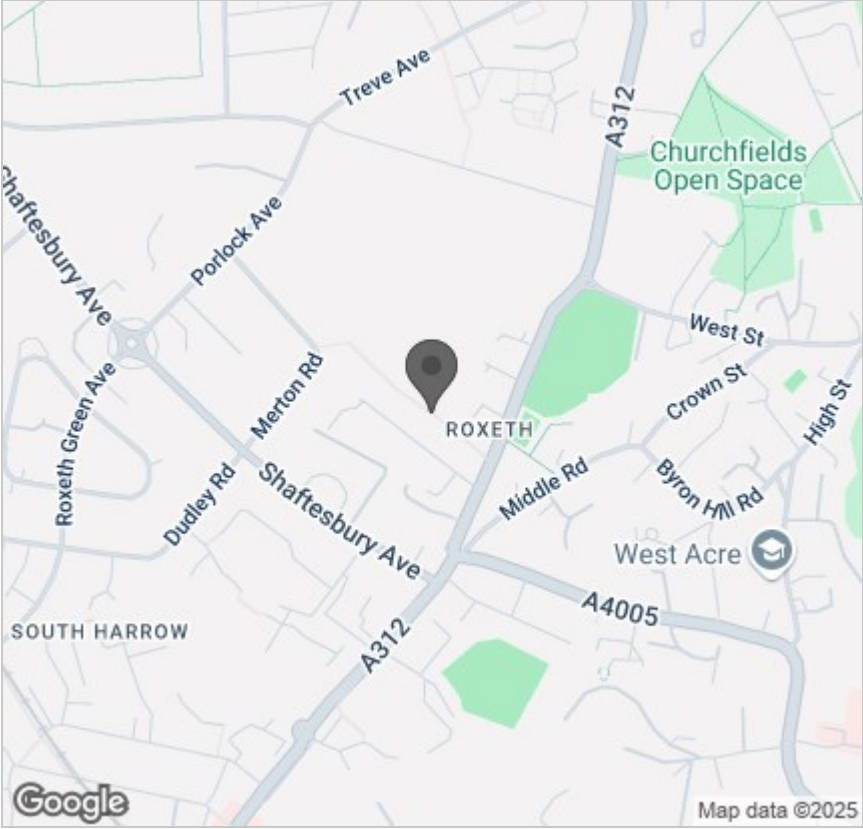 Treve Ave
A312
Churchfields
Open Space
Shaftesbury Ave
Porlock Ave
West St
Crown St
High St
Merton Rd
Roxeth Green Ave
ROXETH
Middle Rd
Byron Hill Rd
Dudley Rd
Shaftesbury Ave
West Acre
A4005
SOUTH HARROW
A312
Google
Map data ©2025